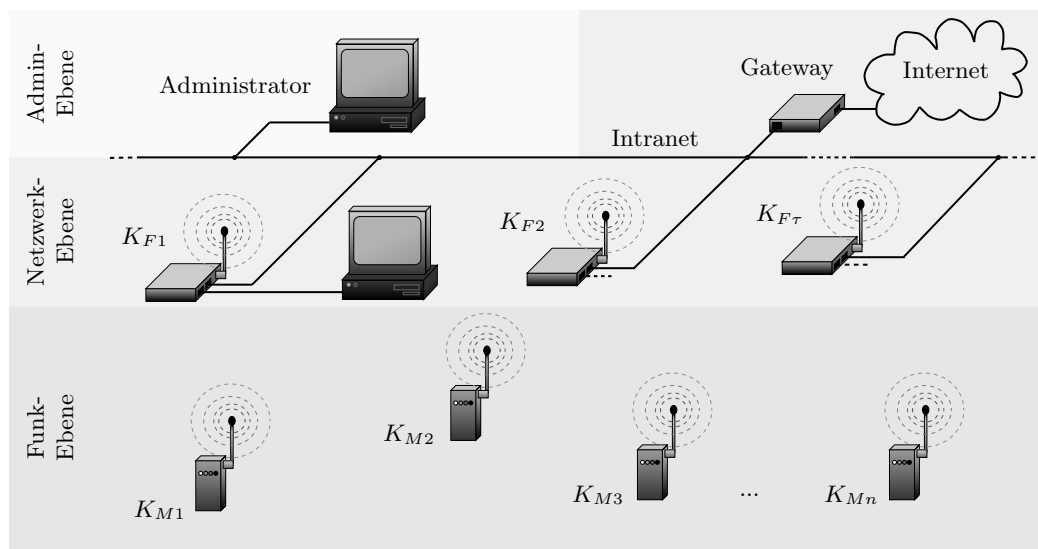 Admin-
Ebene
Administrator
Gateway
Internet
Intranet
Netzwerk-
Ebene
K_{F1}
K_{F2}
K_{Fτ}
Funk-
Ebene
K_{M1}
K_{M2}
K_{M3}
...
K_{Mn}